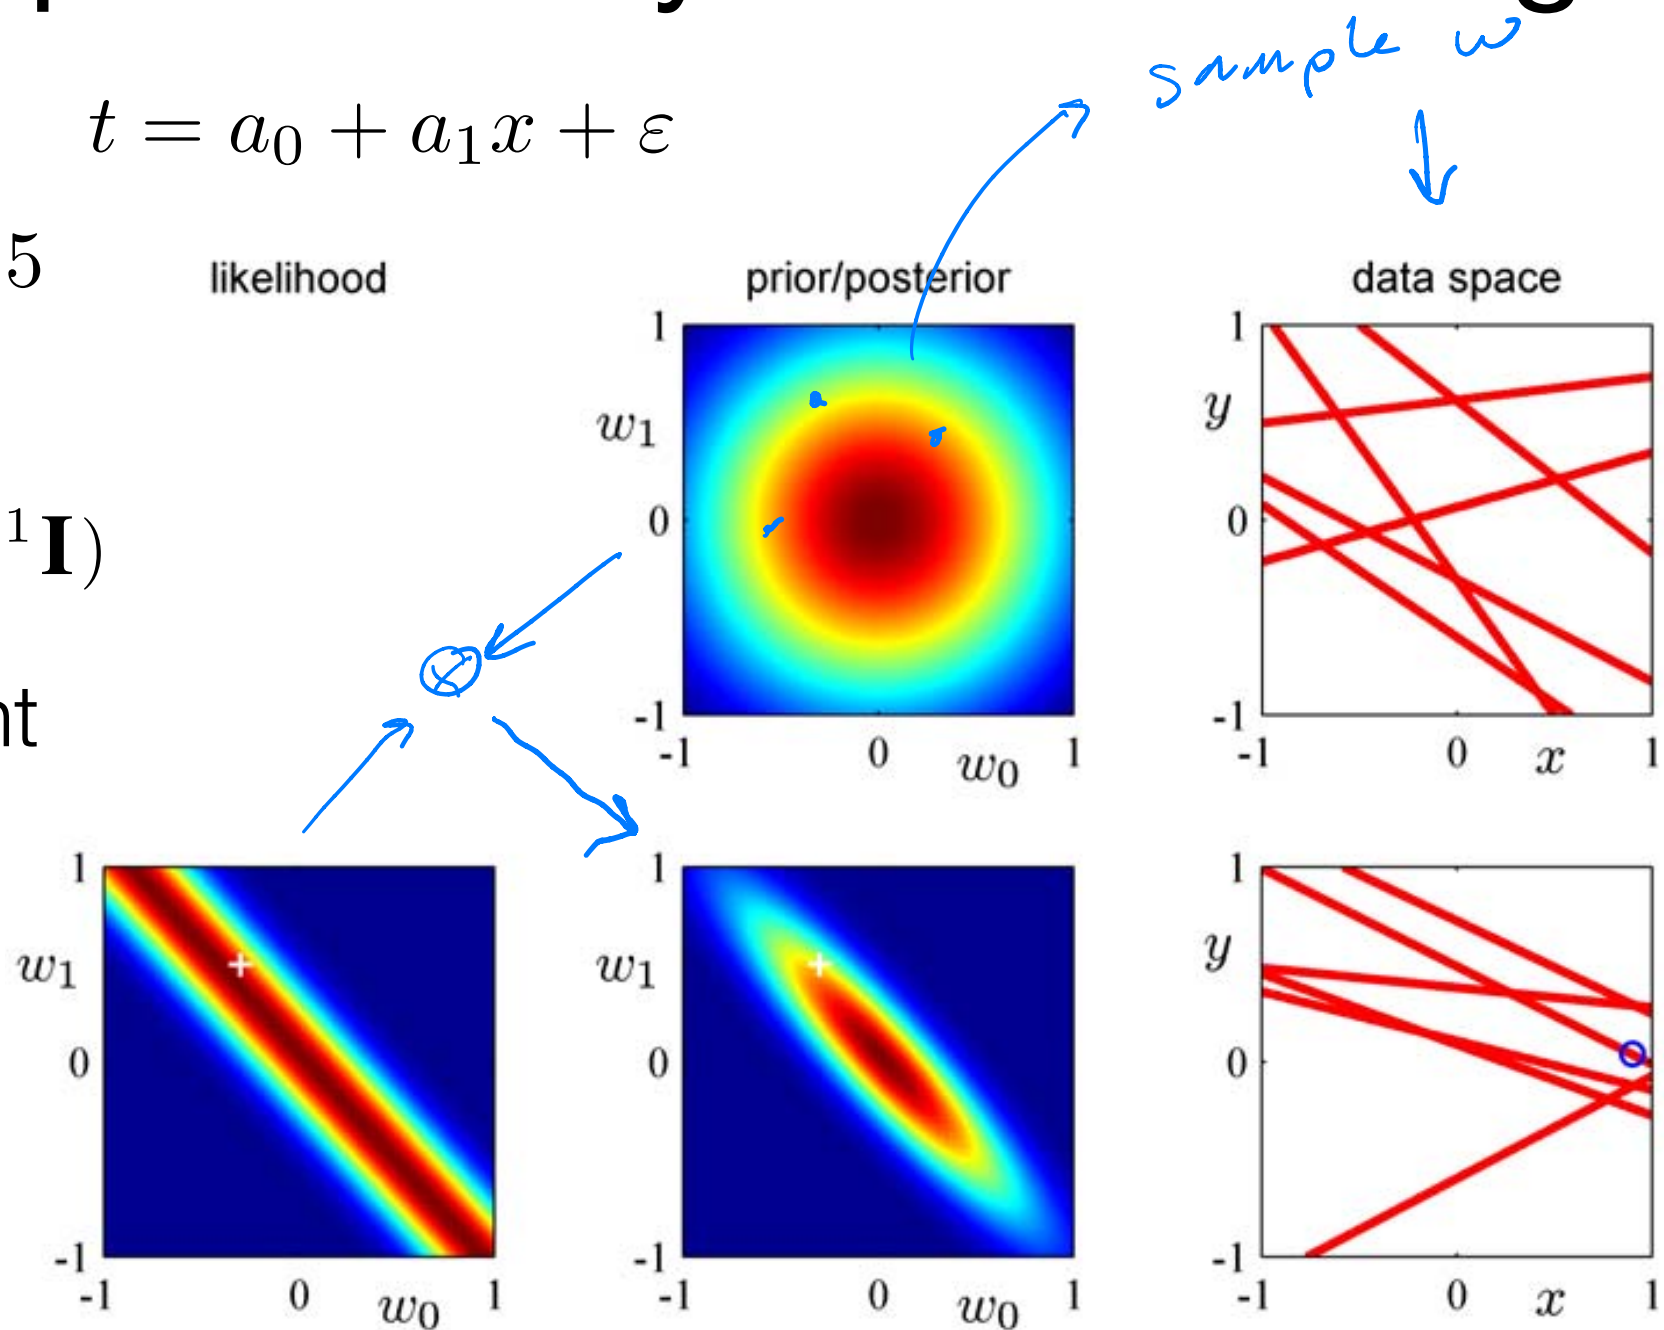 sample w
t = a₀ + a₁x + ε
5
likelihood
prior/posterior
data space
1
w₁
0
-1
-1 0 w₀ 1
1
y
0
-1
-1 0 x 1
¹I)
nt
1
w₁
0
-1
-1 0 w₀ 1
1
w₁
0
-1
-1 0 w₀ 1
1
y
0
-1
-1 0 x 1